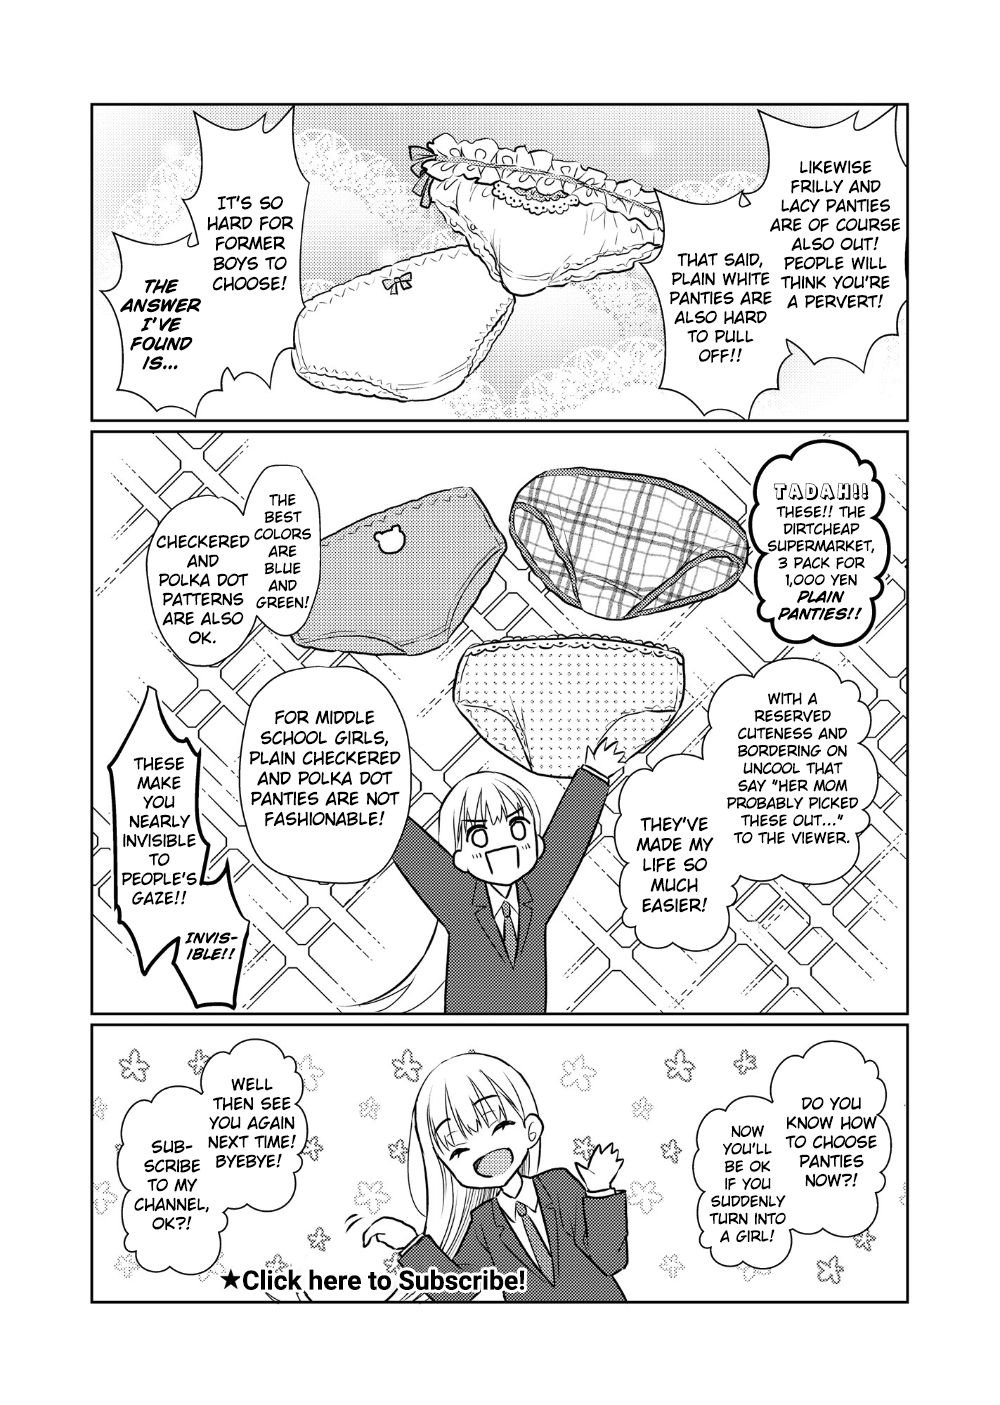 LIKEWISE
FRILLY AND
LACY PANTIES
ARE OF COURSE
ALSO OUT!
PEOPLE WILL
THINK YOU'RE
A PERVERT!
THAT SAID,
PLAIN WHITE
PANTIES ARE
ALSO HARD
TO PULL
OFF!!
IT'S SO
HARD FOR
FORMER
BOYS TO
CHOOSE!
THE
ANSWER
I'VE
FOUND
IS...
TADAH!!
THESE!! THE
DIRTCHEAP
SUPERMARKET,
3 PACK FOR
1,000 YEN
PLAIN
PANTIES!!
THE
BEST
COLORS
ARE
BLUE
AND
GREEN!
CHECKERED
AND
POLKA DOT
PATTERNS
ARE ALSO
OK.
WITH A
RESERVED
CUTENESS AND
BORDERING ON
UNCOOL THAT
SAY "HER MOM
PROBABLY PICKED
THESE OUT..."
TO THE VIEWER.
THEY'VE
MADE MY
LIFE SO
MUCH
EASIER!
FOR MIDDLE
SCHOOL GIRLS,
PLAIN CHECKERED
AND POLKA DOT
PANTIES ARE NOT
FASHIONABLE!
THESE
MAKE
YOU
NEARLY
INVISIBLE
TO
PEOPLE'S
GAZE!!
INVIS-
IBLE!!
DO YOU
KNOW HOW
TO CHOOSE
PANTIES
NOW?!
NOW
YOU'LL
BE OK
IF YOU
SUDDENLY
TURN INTO
A GIRL!
WELL
THEN SEE
YOU AGAIN
NEXT TIME!
BYEBYE!
SUB-
SCRIBE
TO MY
CHANNEL,
OK?!
★Click here to Subscribe!